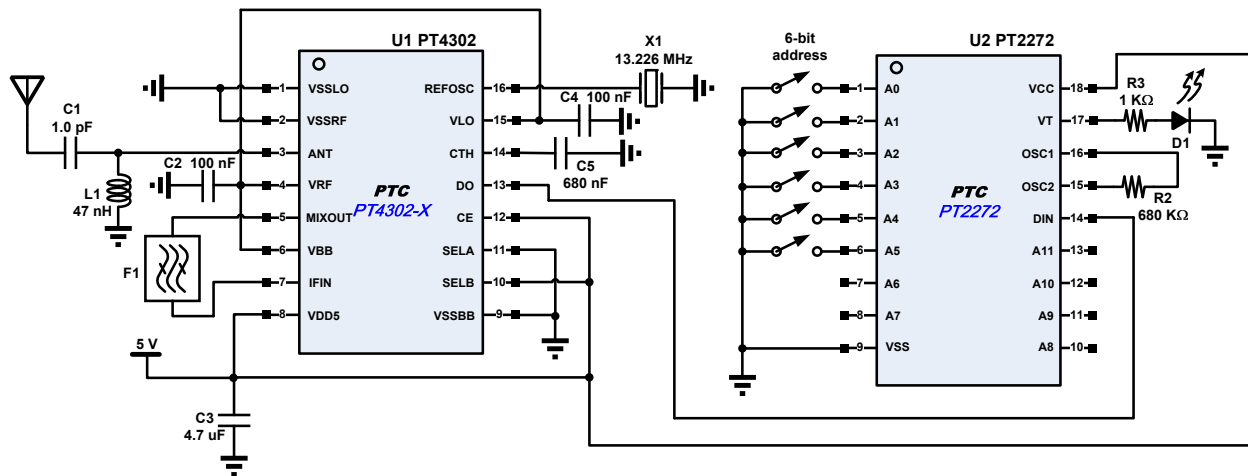 U1 PT4302
X1
13.226 MHz
6-bit
address
U2 PT2272
C1
1.0 pF
L1
47 nH
C2 100 nF
F1
5 V
C3
4.7 uF
1 VSSLO
2 VSSRF
3 ANT
4 VRF
5 MIXOUT
6 VBB
7 IFIN
8 VDD5
PTC
PT4302-X
REFOSC 16
VLO 15
CTH 14
DO 13
CE 12
SELA 11
SELB 10
VSSBB 9
C4 100 nF
C5
680 nF
1 A0
2 A1
3 A2
4 A3
5 A4
6 A5
7 A6
8 A7
9 VSS
PTC
PT2272
VCC 18
VT 17
OSC1 16
OSC2 15
DIN 14
A11 13
A10 12
A9 11
A8 10
R3
1 KΩ
D1
R2
680 KΩ